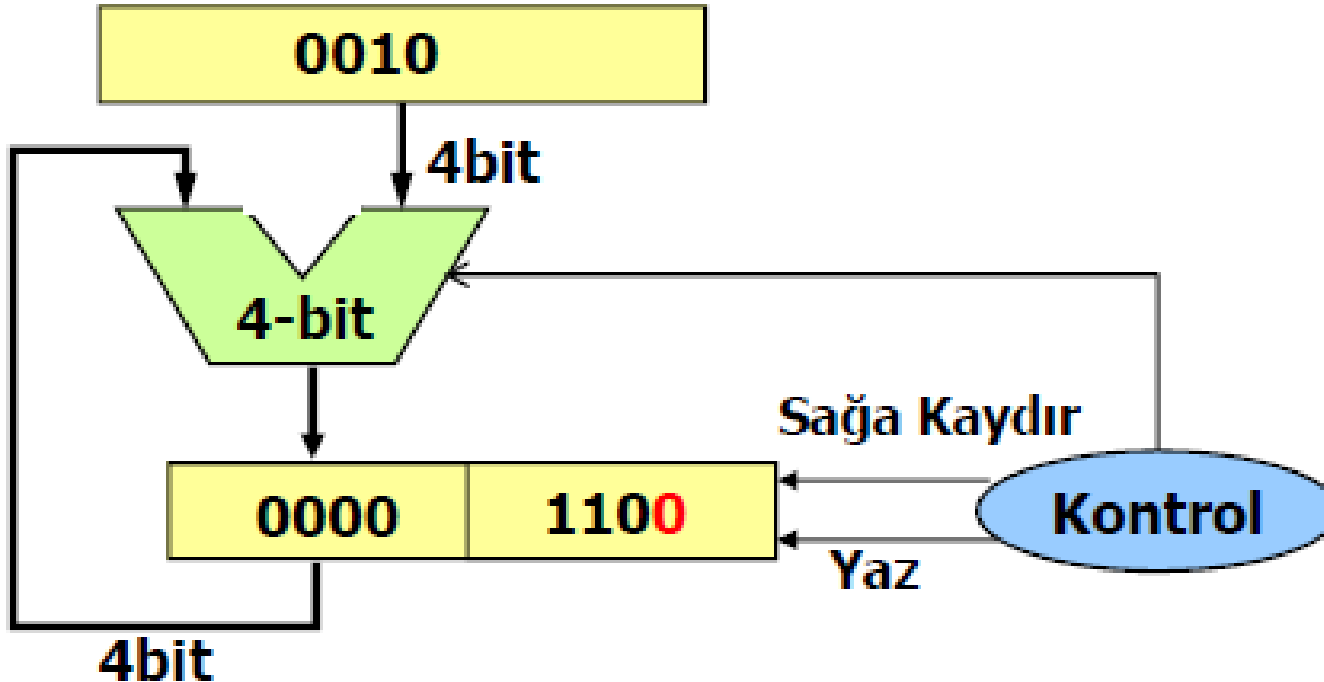 0010
4bit
4-bit
Sağa Kaydır
0000 1100
Kontrol
Yaz
4bit